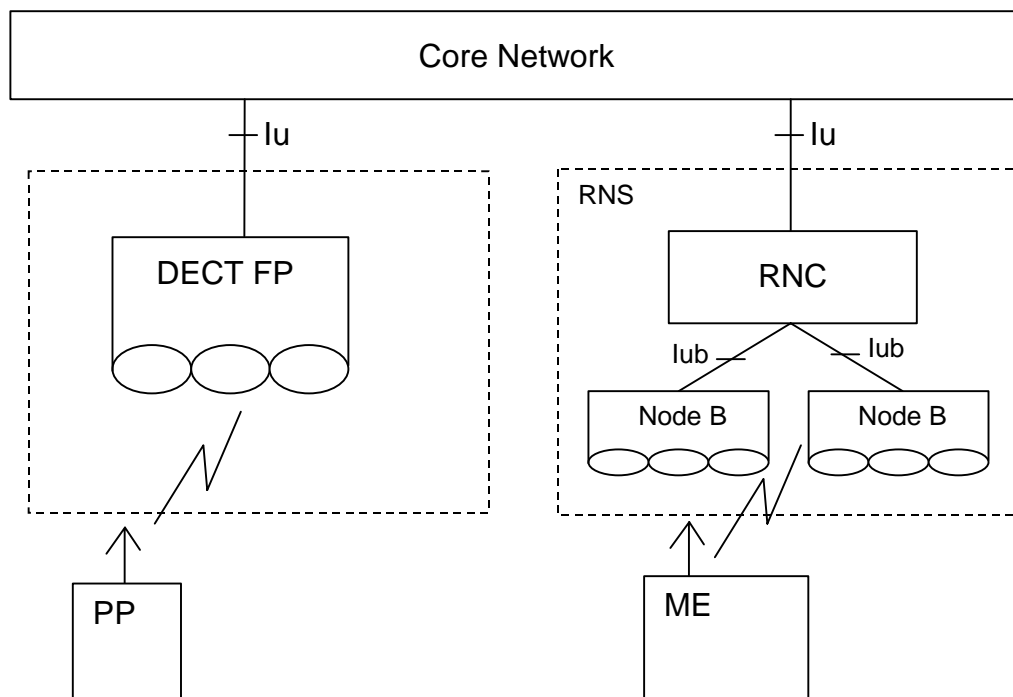 Core Network
Iu
Iu
RNS
DECT FP
RNC
Iub
Iub
Node B
Node B
PP
ME